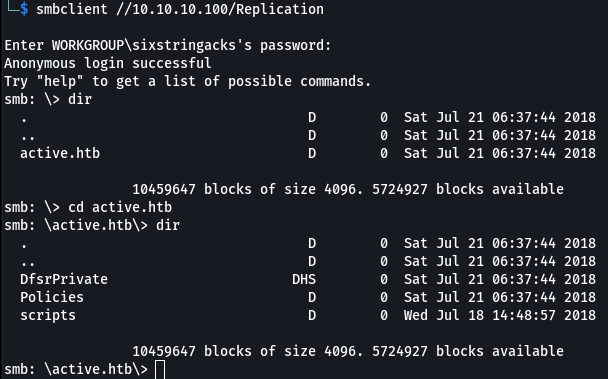 └─$ smbclient //10.10.10.100/Replication
Enter WORKGROUP\sixstringacks's password:
Anonymous login successful
Try "help" to get a list of possible commands.
smb: \> dir
  .                                   D        0  Sat Jul 21 06:37:44 2018
  ..                                  D        0  Sat Jul 21 06:37:44 2018
  active.htb                          D        0  Sat Jul 21 06:37:44 2018
                10459647 blocks of size 4096. 5724927 blocks available
smb: \> cd active.htb
smb: \active.htb\> dir
  .                                   D        0  Sat Jul 21 06:37:44 2018
  ..                                  D        0  Sat Jul 21 06:37:44 2018
  DfsrPrivate                       DHS        0  Sat Jul 21 06:37:44 2018
  Policies                            D        0  Sat Jul 21 06:37:44 2018
  scripts                             D        0  Wed Jul 18 14:48:57 2018
                10459647 blocks of size 4096. 5724927 blocks available
smb: \active.htb\>